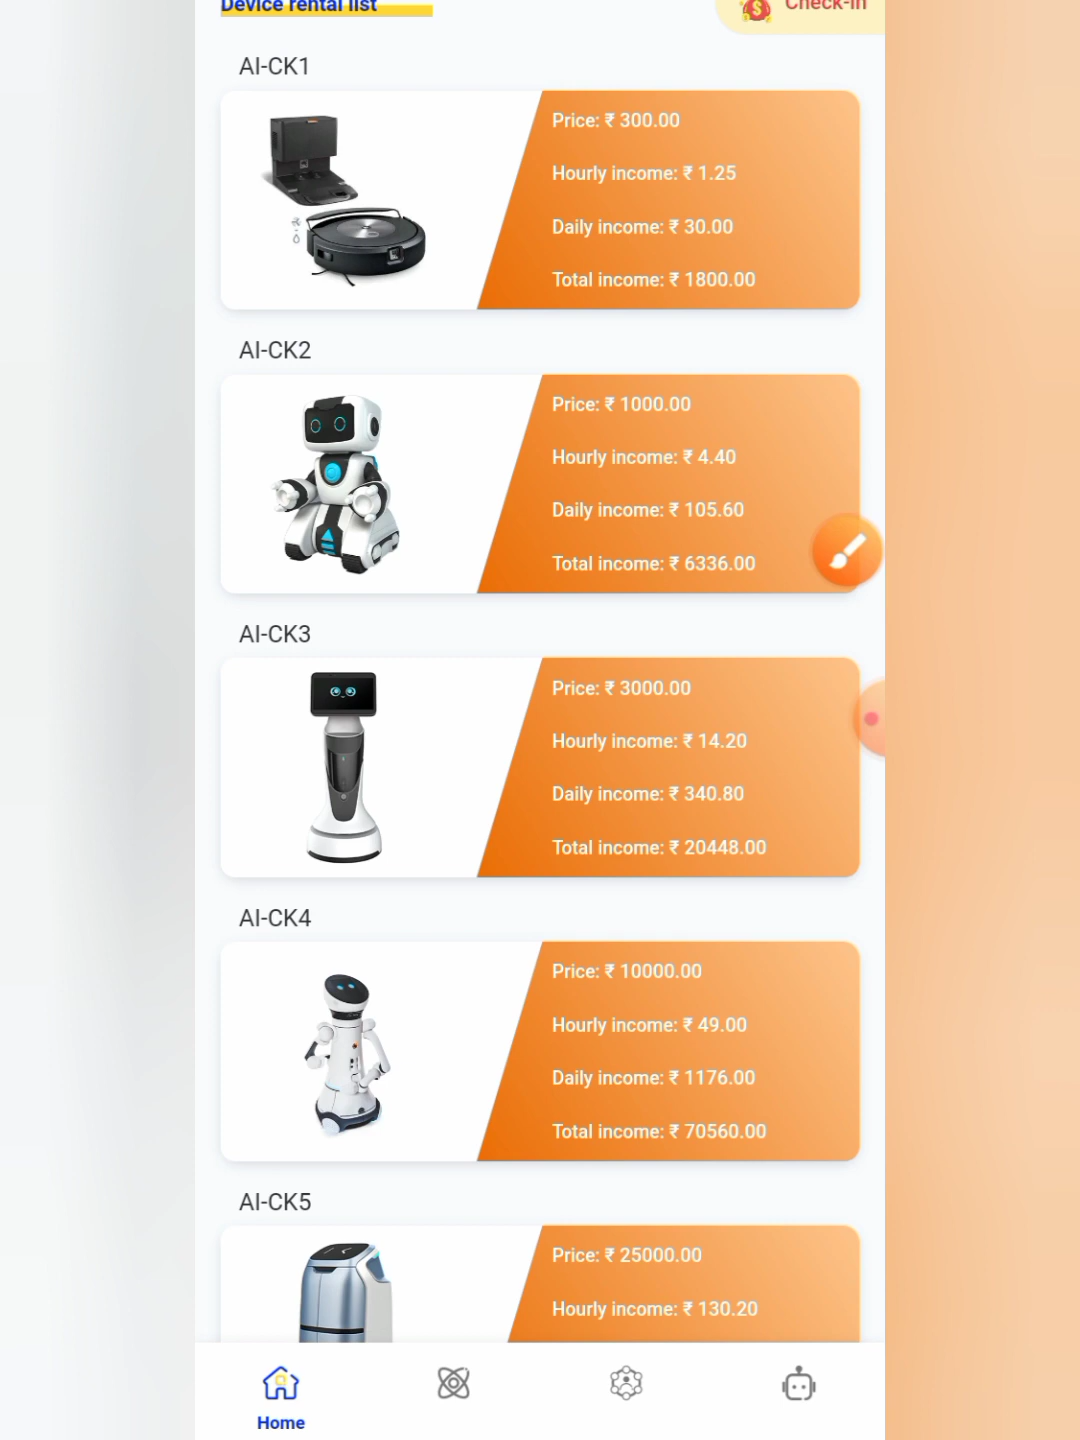 Device rental list
Check-in
AI-CK1
Price: ₹ 300.00
Hourly income: ₹ 1.25
Daily income: ₹ 30.00
Total income: ₹ 1800.00
AI-CK2
Price: ₹ 1000.00
Hourly income: ₹ 4.40
Daily income: ₹ 105.60
Total income: ₹ 6336.00
AI-CK3
Price: ₹ 3000.00
Hourly income: ₹ 14.20
Daily income: ₹ 340.80
Total income: ₹ 20448.00
AI-CK4
Price: ₹ 10000.00
Hourly income: ₹ 49.00
Daily income: ₹ 1176.00
Total income: ₹ 70560.00
AI-CK5
Price: ₹ 25000.00
Hourly income: ₹ 130.20
Home